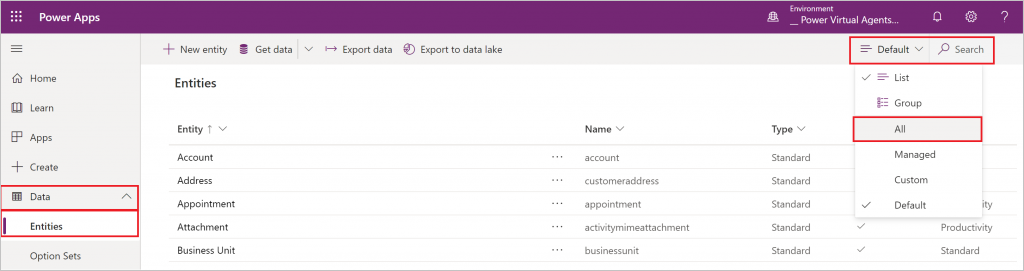 Power Apps
Environment
__ Power Virtual Agents...
?
New entity
Get data
Export data
Export to data lake
Default
Search
Home
Learn
Apps
Create
Data
Entities
Option Sets
Entities
Entity ↑ Name Type
Account ... account Standard
Address ... customeraddress Standard
Appointment ... appointment Standard
Attachment ... activitymimeattachment Standard Productivity
Business Unit ... businessunit Standard Standard
List
Group
All
Managed
Custom
Default